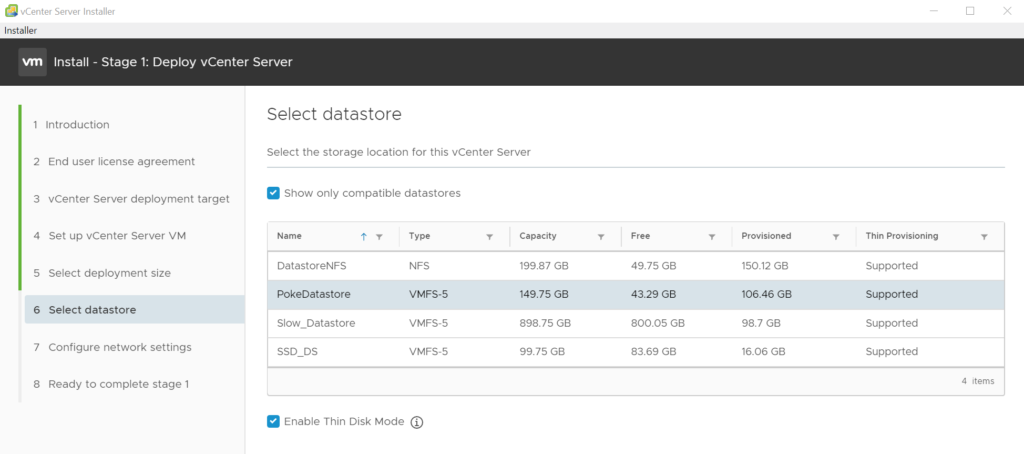 vCenter Server Installer
Installer
vm Install - Stage 1: Deploy vCenter Server
1 Introduction
2 End user license agreement
3 vCenter Server deployment target
4 Set up vCenter Server VM
5 Select deployment size
6 Select datastore
7 Configure network settings
8 Ready to complete stage 1
Select datastore
Select the storage location for this vCenter Server
Show only compatible datastores
Name Type Capacity Free Provisioned Thin Provisioning
DatastoreNFS NFS 199.87 GB 49.75 GB 150.12 GB Supported
PokeDatastore VMFS-5 149.75 GB 43.29 GB 106.46 GB Supported
Slow_Datastore VMFS-5 898.75 GB 800.05 GB 98.7 GB Supported
SSD_DS VMFS-5 99.75 GB 83.69 GB 16.06 GB Supported
4 items
Enable Thin Disk Mode